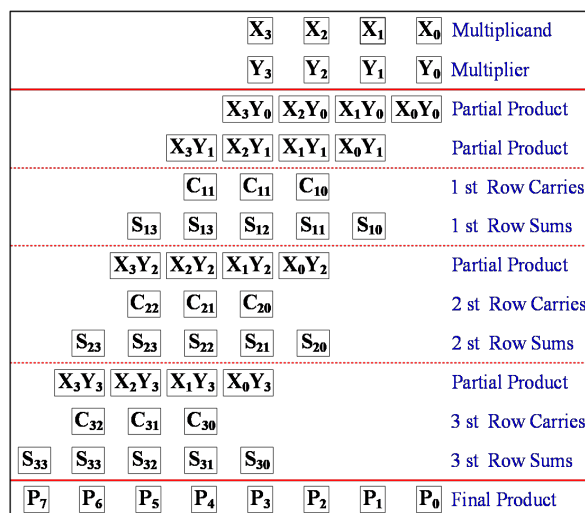 X₃ X₂ X₁ X₀ Multiplicand
Y₃ Y₂ Y₁ Y₀ Multiplier
X₃Y₀ X₂Y₀ X₁Y₀ X₀Y₀ Partial Product
X₃Y₁ X₂Y₁ X₁Y₁ X₀Y₁ Partial Product
C₁₁ C₁₁ C₁₀ 1 st Row Carries
S₁₃ S₁₃ S₁₂ S₁₁ S₁₀ 1 st Row Sums
X₃Y₂ X₂Y₂ X₁Y₂ X₀Y₂ Partial Product
C₂₂ C₂₁ C₂₀ 2 st Row Carries
S₂₃ S₂₃ S₂₂ S₂₁ S₂₀ 2 st Row Sums
X₃Y₃ X₂Y₃ X₁Y₃ X₀Y₃ Partial Product
C₃₂ C₃₁ C₃₀ 3 st Row Carries
S₃₃ S₃₃ S₃₂ S₃₁ S₃₀ 3 st Row Sums
P₇ P₆ P₅ P₄ P₃ P₂ P₁ P₀ Final Product